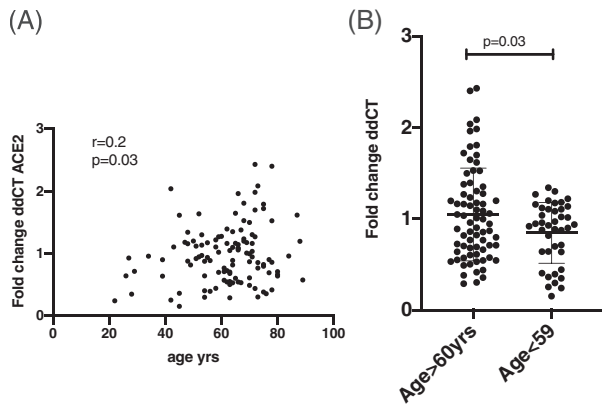 (A)
Fold change ddCT ACE2
3
2
1
0
r=0.2
p=0.03
0 20 40 60 80 100
age yrs
(B)
Fold change ddCT
3
2
1
0
p=0.03
Age>60yrs
Age<59